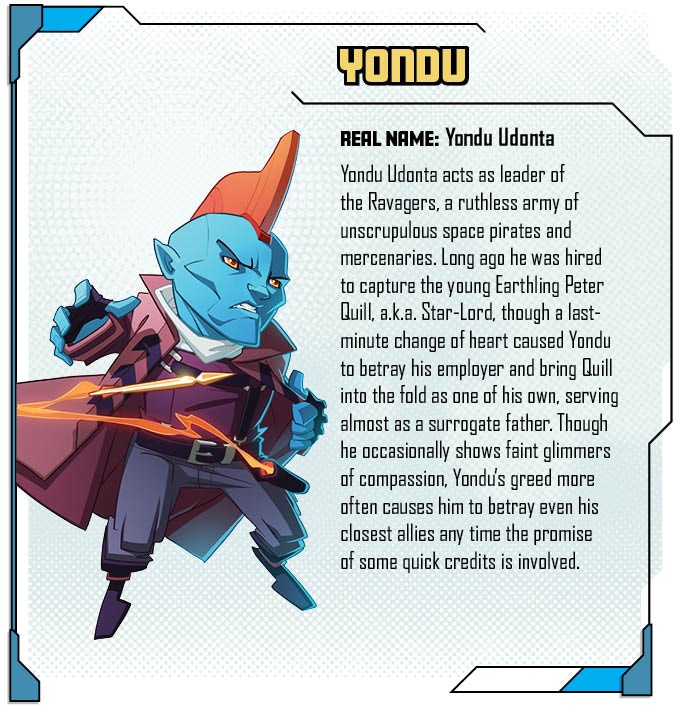 YONDU
REAL NAME: Yondu Udonta
Yondu Udonta acts as leader of
the Ravagers, a ruthless army of
unscrupulous space pirates and
mercenaries. Long ago he was hired
to capture the young Earthling Peter
Quill, a.k.a. Star-Lord, though a last-
minute change of heart caused Yondu
to betray his employer and bring Quill
into the fold as one of his own, serving
almost as a surrogate father. Though
he occasionally shows faint glimmers
of compassion, Yondu's greed more
often causes him to betray even his
closest allies any time the promise
of some quick credits is involved.